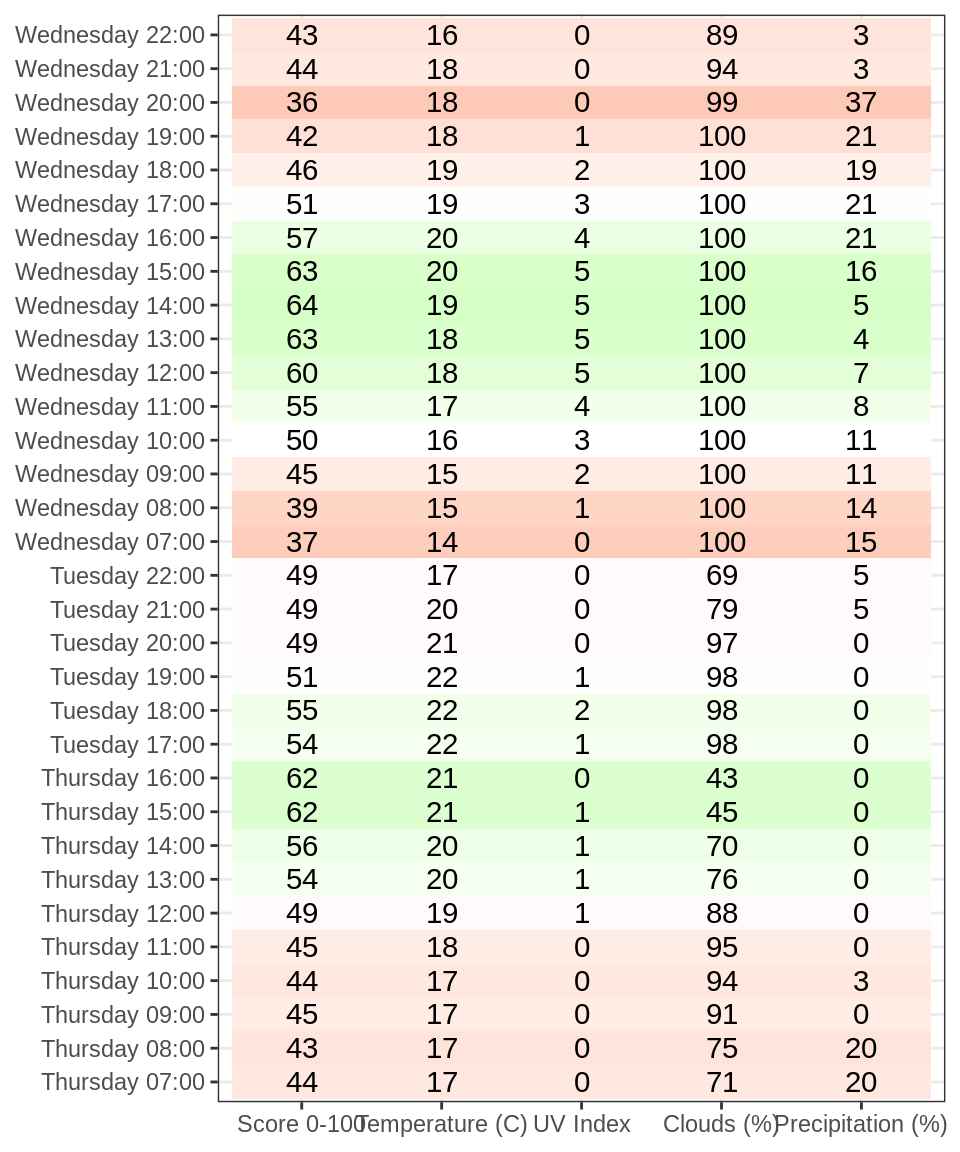 Wednesday 22:00 43 16 0 89 3
Wednesday 21:00 44 18 0 94 3
Wednesday 20:00 36 18 0 99 37
Wednesday 19:00 42 18 1 100 21
Wednesday 18:00 46 19 2 100 19
Wednesday 17:00 51 19 3 100 21
Wednesday 16:00 57 20 4 100 21
Wednesday 15:00 63 20 5 100 16
Wednesday 14:00 64 19 5 100 5
Wednesday 13:00 63 18 5 100 4
Wednesday 12:00 60 18 5 100 7
Wednesday 11:00 55 17 4 100 8
Wednesday 10:00 50 16 3 100 11
Wednesday 09:00 45 15 2 100 11
Wednesday 08:00 39 15 1 100 14
Wednesday 07:00 37 14 0 100 15
Tuesday 22:00 49 17 0 69 5
Tuesday 21:00 49 20 0 79 5
Tuesday 20:00 49 21 0 97 0
Tuesday 19:00 51 22 1 98 0
Tuesday 18:00 55 22 2 98 0
Tuesday 17:00 54 22 1 98 0
Thursday 16:00 62 21 0 43 0
Thursday 15:00 62 21 1 45 0
Thursday 14:00 56 20 1 70 0
Thursday 13:00 54 20 1 76 0
Thursday 12:00 49 19 1 88 0
Thursday 11:00 45 18 0 95 0
Thursday 10:00 44 17 0 94 3
Thursday 09:00 45 17 0 91 0
Thursday 08:00 43 17 0 75 20
Thursday 07:00 44 17 0 71 20
Score 0-100 Temperature (C) UV Index Clouds (%) Precipitation (%)